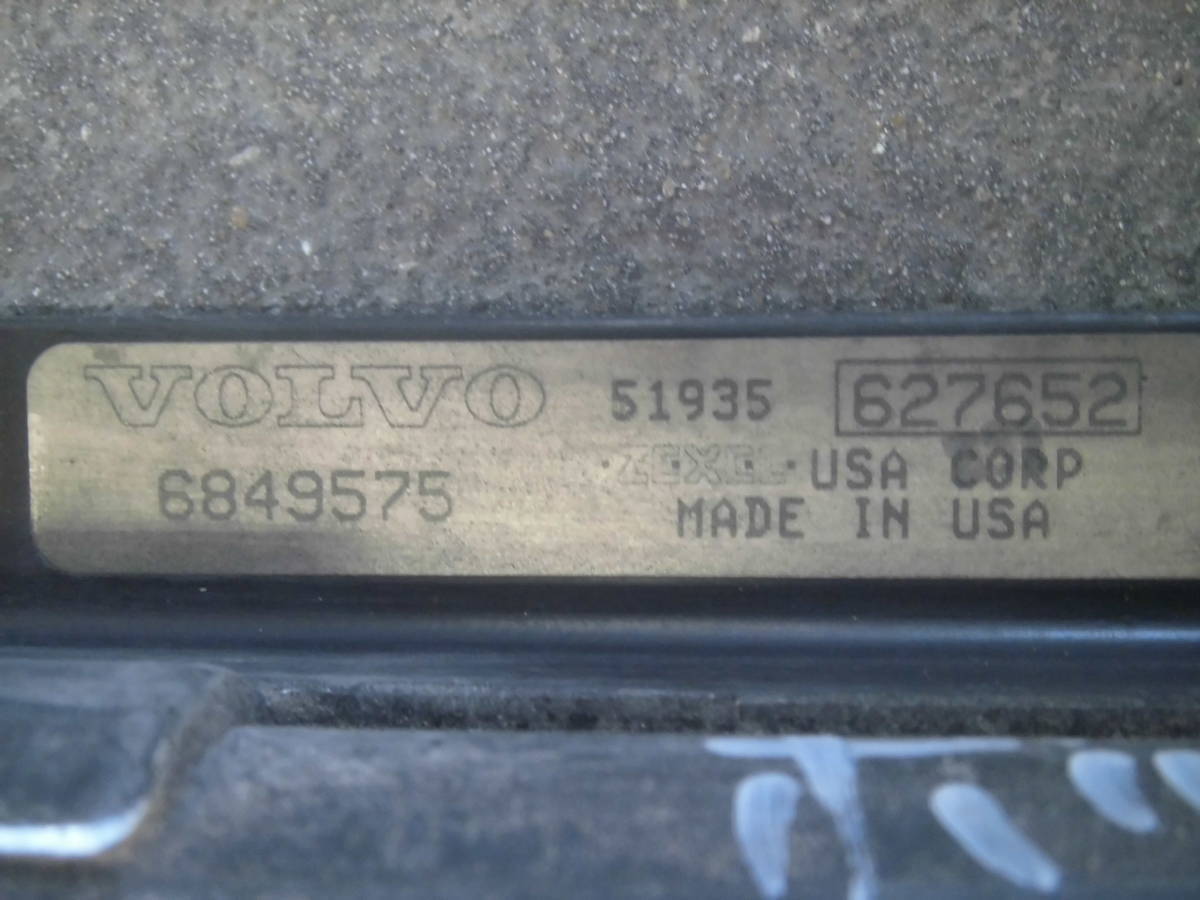 VOLVO 51935 627652
6849575 ZEXEL USA CORP
MADE IN USA